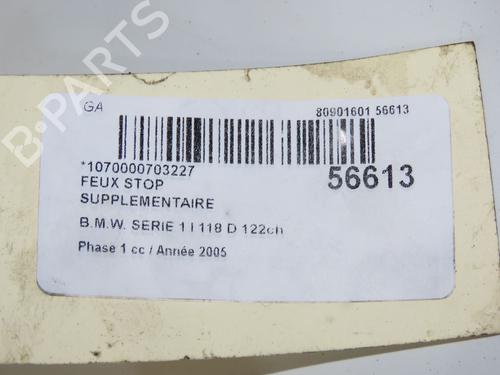 B-PARTS
GA
80901601 56613
*1070000703227
56613
FEUX STOP
SUPPLEMENTAIRE
B.M.W. SERIE 1 I 118 D 122ch
Phase 1 cc / Année 2005